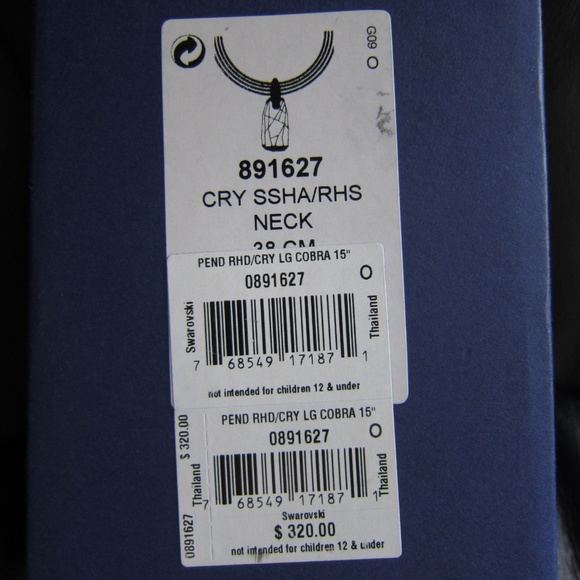 G09 O
891627
CRY SSHA/RHS
NECK
38 CM
PEND RHD/CRY LG COBRA 15"
0891627 O
Swarovski
Thailand
7 68549 17187 1
not intended for children 12 & under
PEND RHD/CRY LG COBRA 15"
0891627 O
0891627 Thailand $ 320.00
Thailand
7 68549 17187 1
Swarovski
$ 320.00
not intended for children 12 & under